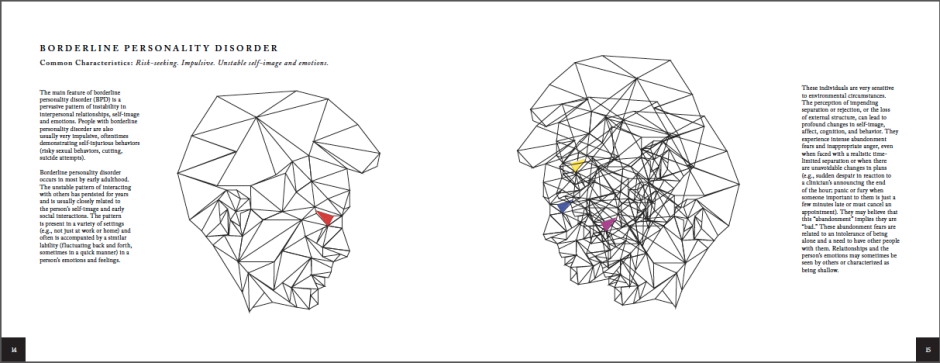 BORDERLINE PERSONALITY DISORDER
Common Characteristics: Risk-seeking. Impulsive. Unstable self-image and emotions.
The main feature of borderline
personality disorder (BPD) is a
pervasive pattern of instability in
interpersonal relationships, self-image
and emotions. People with borderline
personality disorder are also
usually very impulsive, oftentimes
demonstrating self-injurious behaviors
(risky sexual behaviors, cutting,
suicide attempts).
Borderline personality disorder
occurs in most by early adulthood.
The unstable pattern of interacting
with others has persisted for years
and is usually closely related to
the person's self-image and early
social interactions. The pattern
is present in a variety of settings
(e.g., not just at work or home) and
often is accompanied by a similar
lability (fluctuating back and forth,
sometimes in a quick manner) in a
person's emotions and feelings.
These individuals are very sensitive
to environmental circumstances.
The perception of impending
separation or rejection, or the loss
of external structure, can lead to
profound changes in self-image,
affect, cognition, and behavior. They
experience intense abandonment
fears and inappropriate anger, even
when faced with a realistic time-
limited separation or when there
are unavoidable changes in plans
(e.g., sudden despair in reaction to
a clinician's announcing the end
of the hour; panic or fury when
someone important to them is just a
few minutes late or must cancel an
appointment). They may believe that
this "abandonment" implies they are
"bad." These abandonment fears are
related to an intolerance of being
alone and a need to have other people
with them. Relationships and the
person's emotions may sometimes be
seen by others or characterized as
being shallow.
14
15